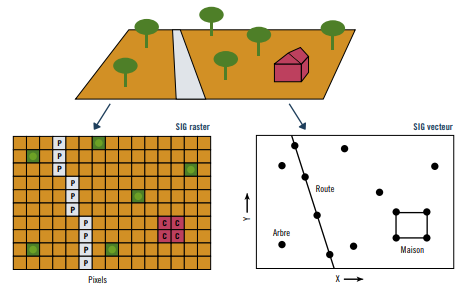 SIG raster
SIG vecteur
P
P
P
P
P
P
P C C
P C C
P
P
Pixels
Route
Arbre
Maison
Y
X